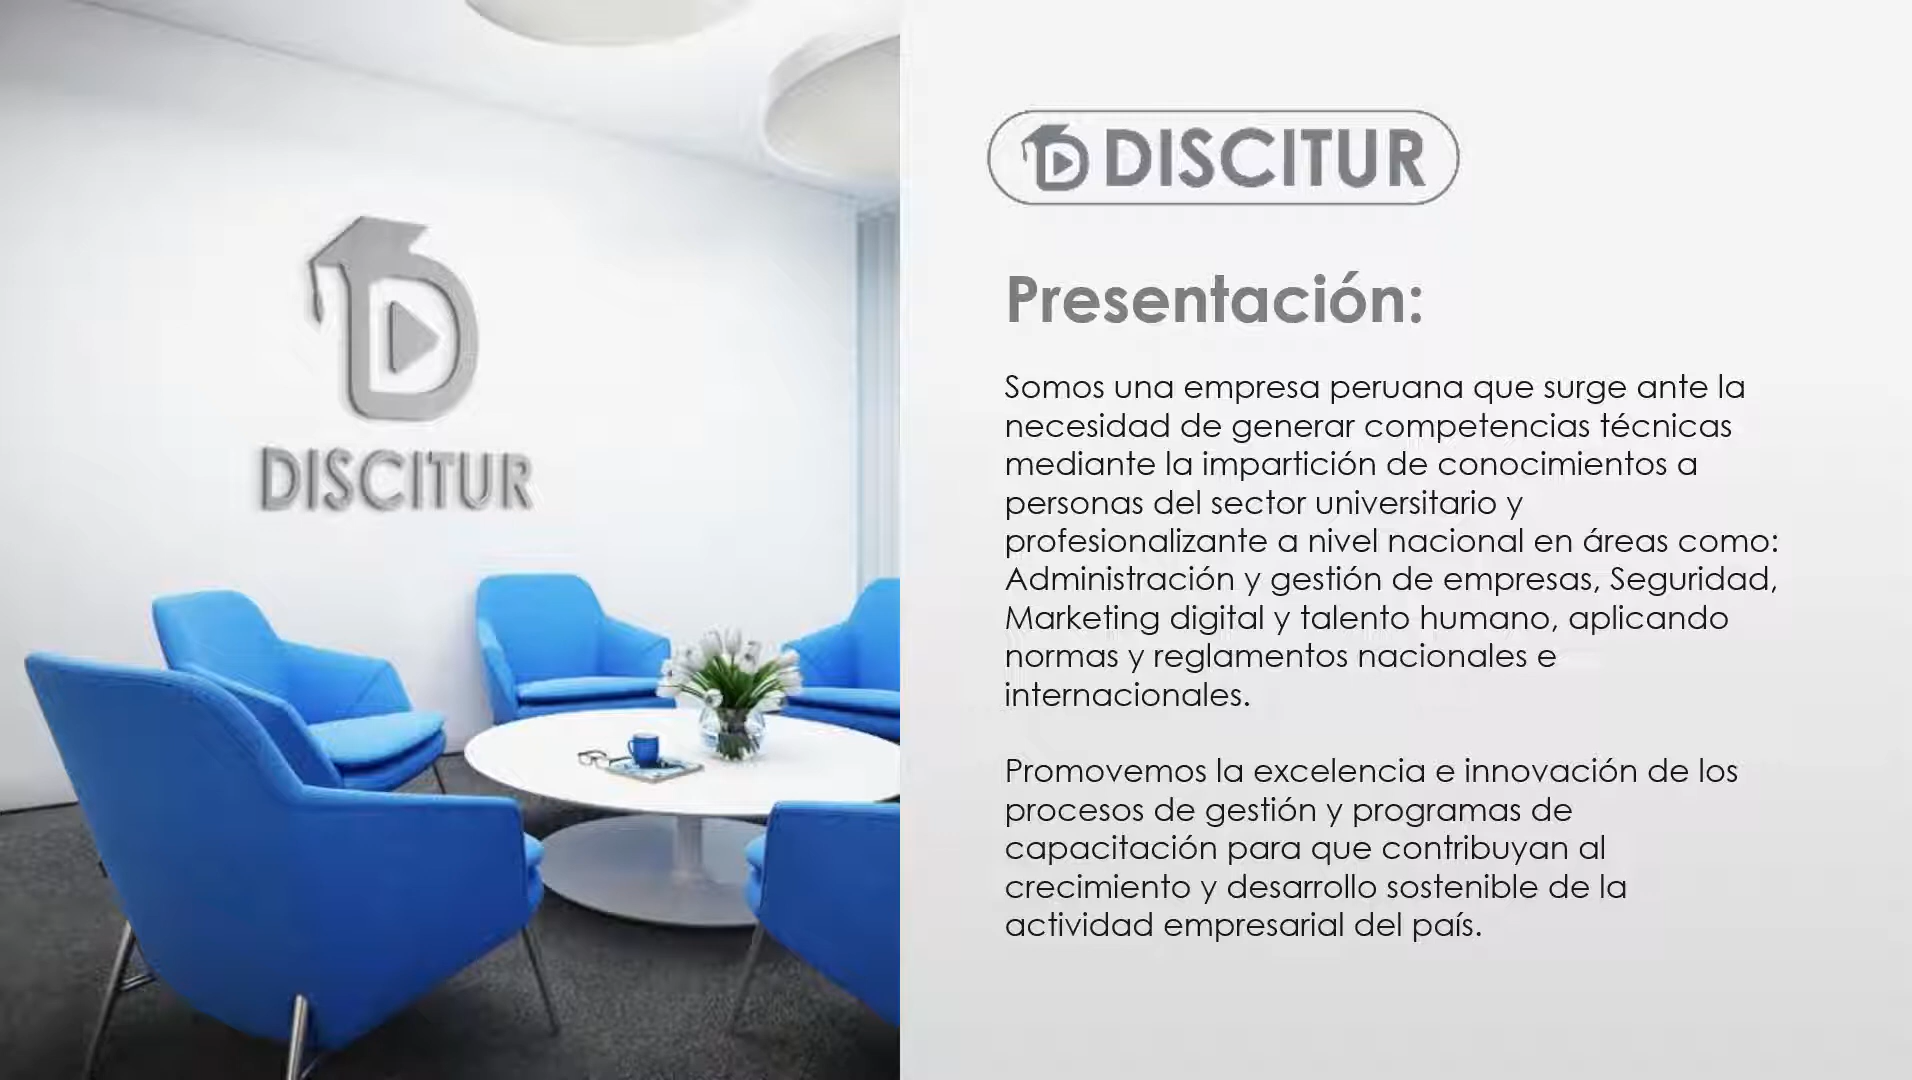 DISCITUR
DISCITUR
Presentación:
Somos una empresa peruana que surge ante la
necesidad de generar competencias técnicas
mediante la impartición de conocimientos a
personas del sector universitario y
profesionalizante a nivel nacional en áreas como:
Administración y gestión de empresas, Seguridad,
Marketing digital y talento humano, aplicando
normas y reglamentos nacionales e
internacionales.
Promovemos la excelencia e innovación de los
procesos de gestión y programas de
capacitación para que contribuyan al
crecimiento y desarrollo sostenible de la
actividad empresarial del país.